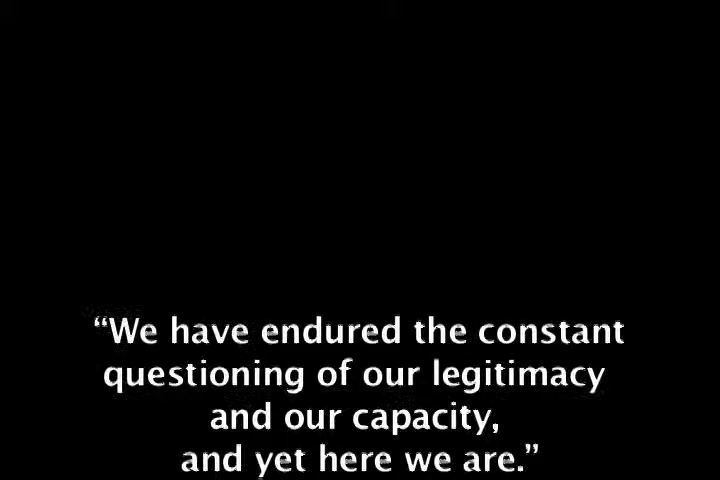 “We have endured the constant
questioning of our legitimacy
and our capacity,
and yet here we are.”